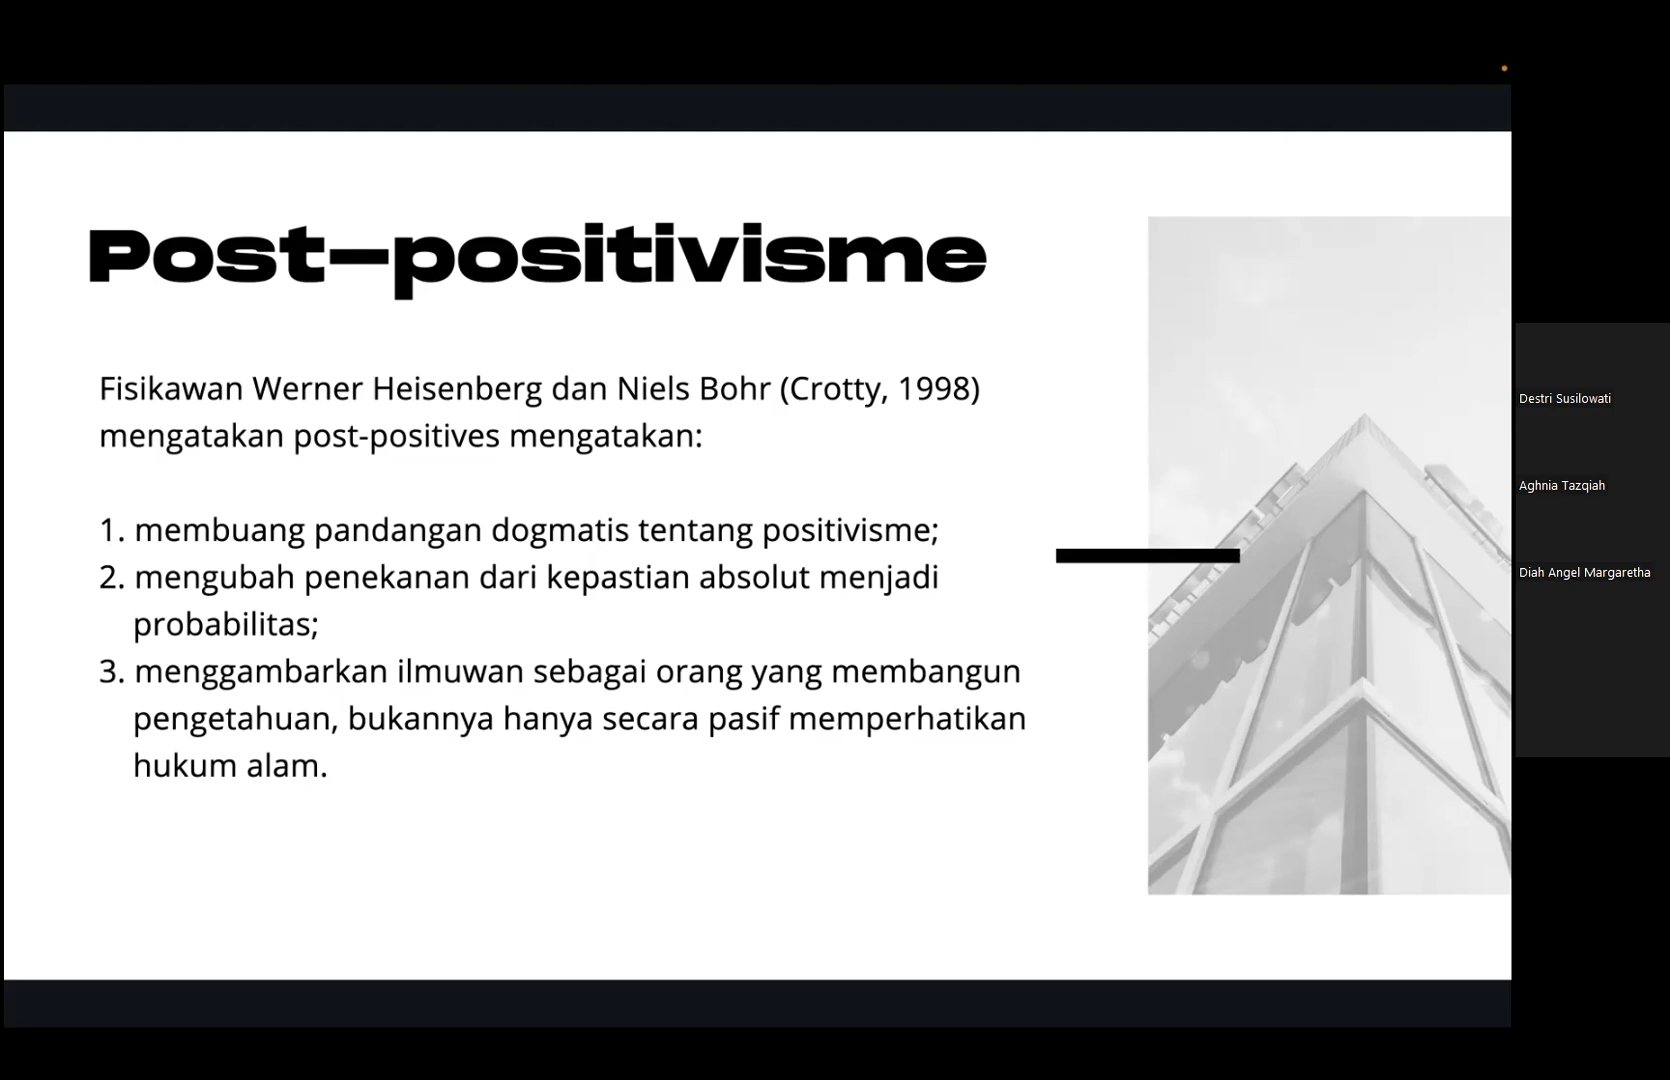 Post-positivisme
Fisikawan Werner Heisenberg dan Niels Bohr (Crotty, 1998)
mengatakan post-positives mengatakan:
1. membuang pandangan dogmatis tentang positivisme;
2. mengubah penekanan dari kepastian absolut menjadi
probabilitas;
3. menggambarkan ilmuwan sebagai orang yang membangun
pengetahuan, bukannya hanya secara pasif memperhatikan
hukum alam.
Destri Susilowati
Aghnia Tazqiah
Diah Angel Margaretha